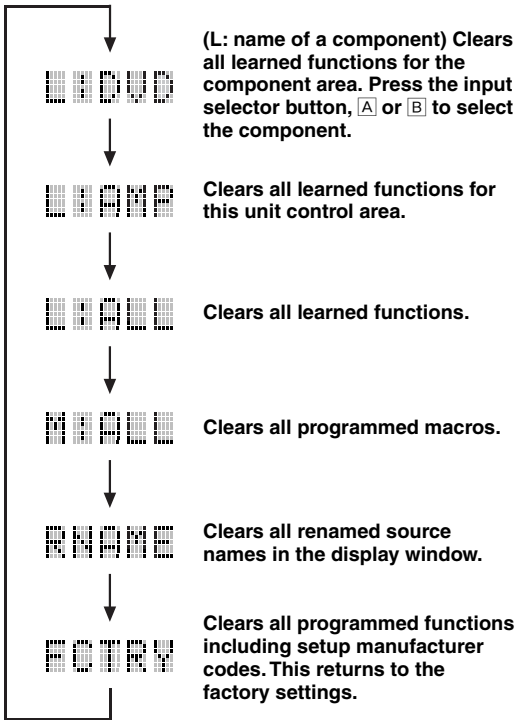 L:DVD
(L: name of a component) Clears
all learned functions for the
component area. Press the input
selector button, A or B to select
the component.
L:AMP
Clears all learned functions for
this unit control area.
L:ALL
Clears all learned functions.
M:ALL
Clears all programmed macros.
RNAME
Clears all renamed source
names in the display window.
FCTRY
Clears all programmed functions
including setup manufacturer
codes. This returns to the
factory settings.